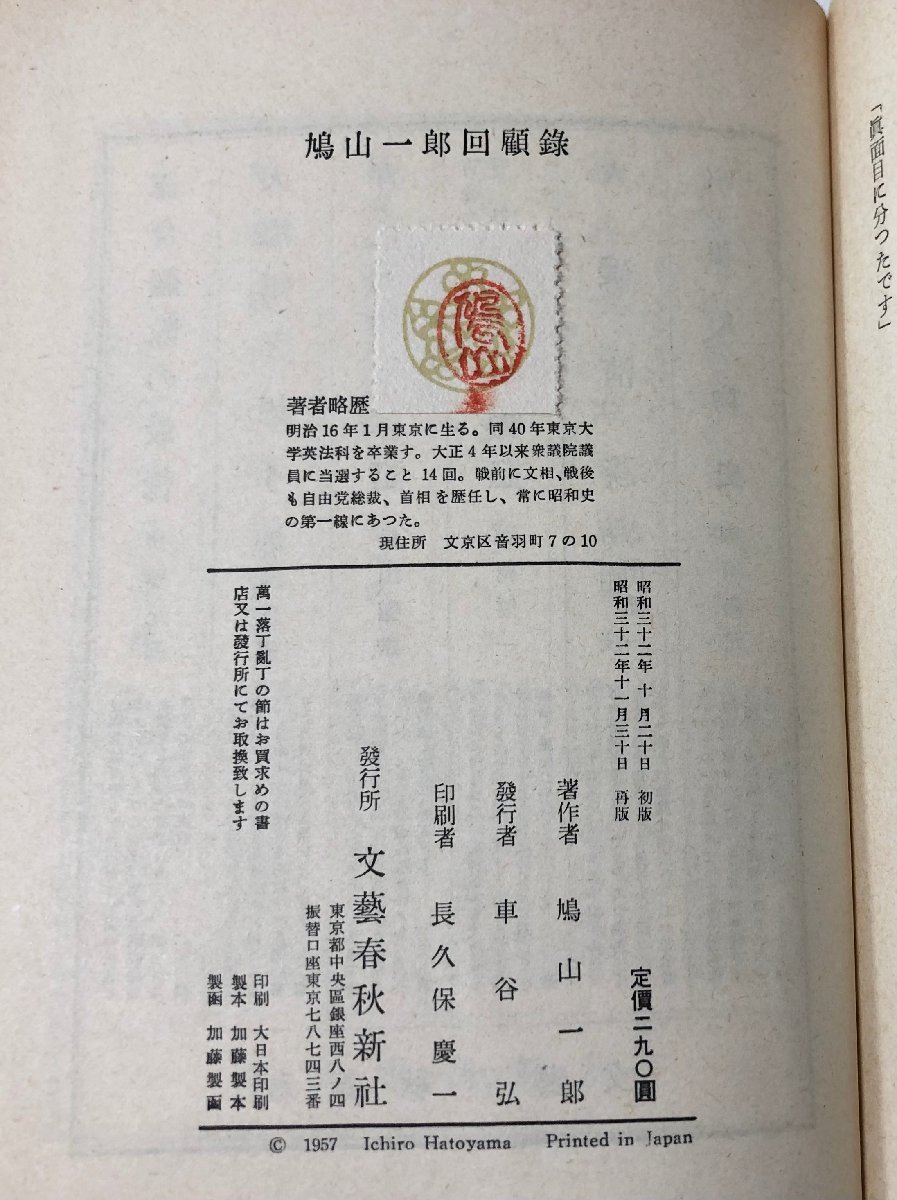 鳩山一郎回顧錄
鳩山
著者略歴
明治16年1月東京に生る。同40年東京大
学英法科を卒業す。大正4年以来衆議院議
員に当選すること 14回。戦前に文相、戦後
も自由党総裁、首相を歴任し、常に昭和史
の第一線にあつた。
現住所 文京区音羽町7の10
昭和三十二年 十 月二十日 初版
昭和三十二年十一月三十日 再版
定價二九〇圓
著作者 鳩山一郎
發行者 車谷弘
印刷者 長久保慶一
發行所 文藝春秋新社
東京都中央區銀座西八ノ四
振替口座東京七八七四三番
萬一落丁亂丁の節はお買求めの書
店又は發行所にてお取換致します
印刷 大日本印刷
製本 加藤製本
製凾 加藤製凾
© 1957 Ichiro Hatoyama Printed in Japan
「眞面目に分つたです」